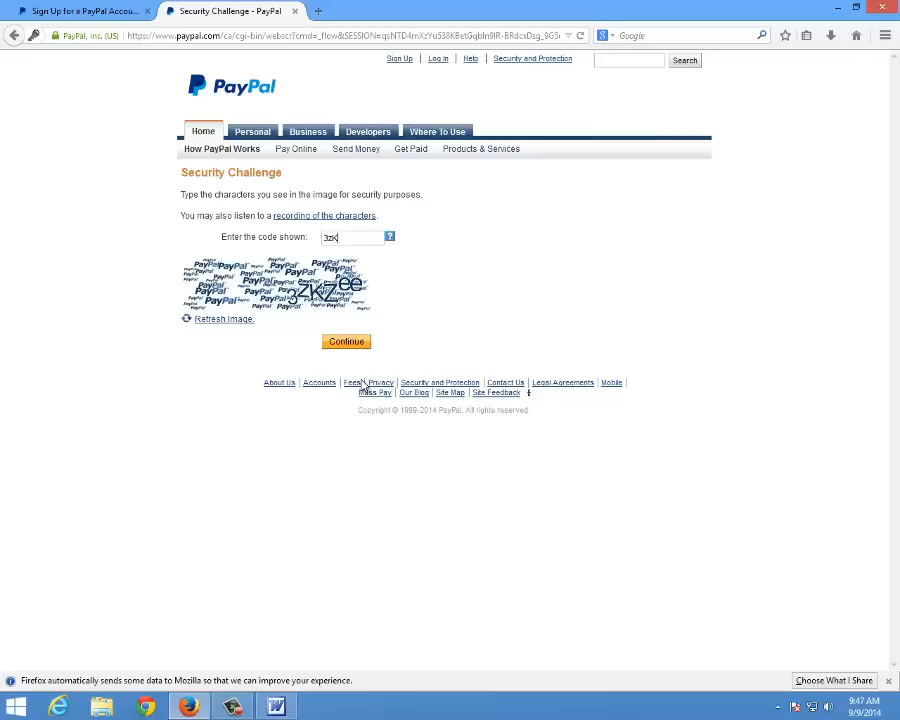 Sign Up for a PayPal Accou... Security Challenge - PayPal
PayPal, Inc. (US) Google
Sign Up Log In Help Security and Protection Search
PayPal
Home Personal Business Developers Where To Use
How PayPal Works Pay Online Send Money Get Paid Products & Services
Security Challenge
Type the characters you see in the image for security purposes.
You may also listen to a recording of the characters.
Enter the code shown: 3zK ?
Refresh Image.
Continue
About Us Accounts Fees Privacy Security and Protection Contact Us Legal Agreements Mobile
Mass Pay Our Blog Site Map Site Feedback
Copyright © 1999-2014 PayPal. All rights reserved.
Firefox automatically sends some data to Mozilla so that we can improve your experience. Choose What I Share
9:47 AM
9/9/2014